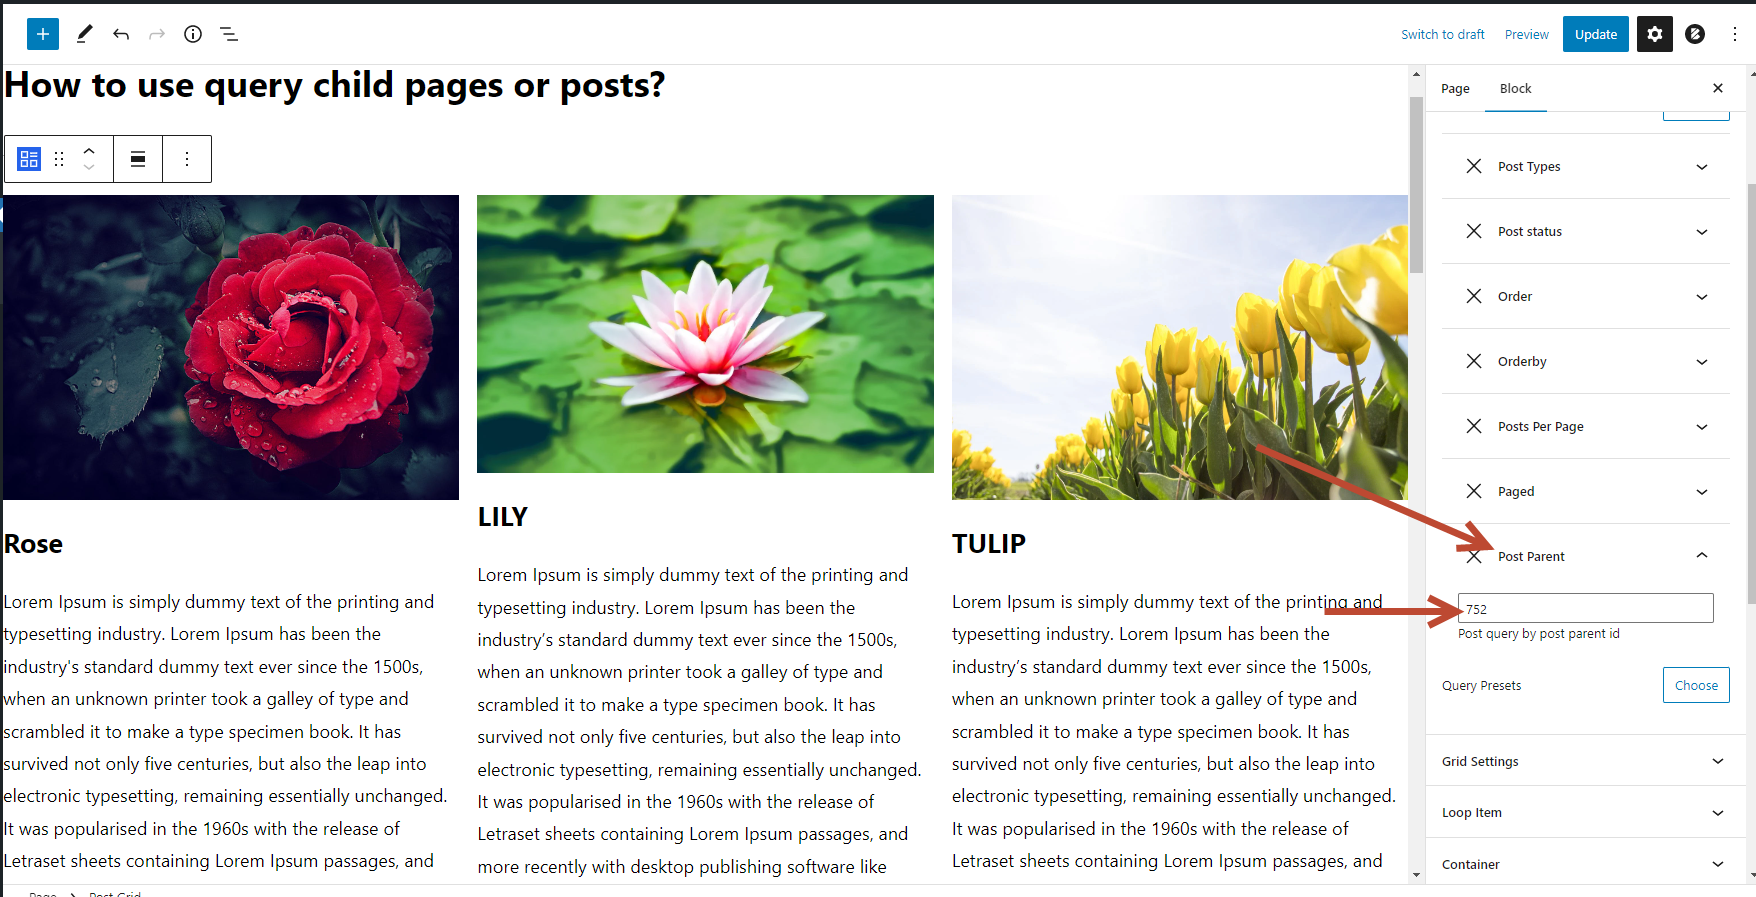 Switch to draft
Preview
Update
How to use query child pages or posts?
Rose
Lorem Ipsum is simply dummy text of the printing and
typesetting industry. Lorem Ipsum has been the
industry's standard dummy text ever since the 1500s,
when an unknown printer took a galley of type and
scrambled it to make a type specimen book. It has
survived not only five centuries, but also the leap into
electronic typesetting, remaining essentially unchanged.
It was popularised in the 1960s with the release of
Letraset sheets containing Lorem Ipsum passages, and
LILY
Lorem Ipsum is simply dummy text of the printing and
typesetting industry. Lorem Ipsum has been the
industry’s standard dummy text ever since the 1500s,
when an unknown printer took a galley of type and
scrambled it to make a type specimen book. It has
survived not only five centuries, but also the leap into
electronic typesetting, remaining essentially unchanged.
It was popularised in the 1960s with the release of
Letraset sheets containing Lorem Ipsum passages, and
more recently with desktop publishing software like
TULIP
Lorem Ipsum is simply dummy text of the printing and
typesetting industry. Lorem Ipsum has been the
industry’s standard dummy text ever since the 1500s,
when an unknown printer took a galley of type and
scrambled it to make a type specimen book. It has
survived not only five centuries, but also the leap into
electronic typesetting, remaining essentially unchanged.
It was popularised in the 1960s with the release of
Letraset sheets containing Lorem Ipsum passages, and
Page
Block
Post Types
Post status
Order
Orderby
Posts Per Page
Paged
Post Parent
752
Post query by post parent id
Query Presets
Choose
Grid Settings
Loop Item
Container
Page
Post Grid